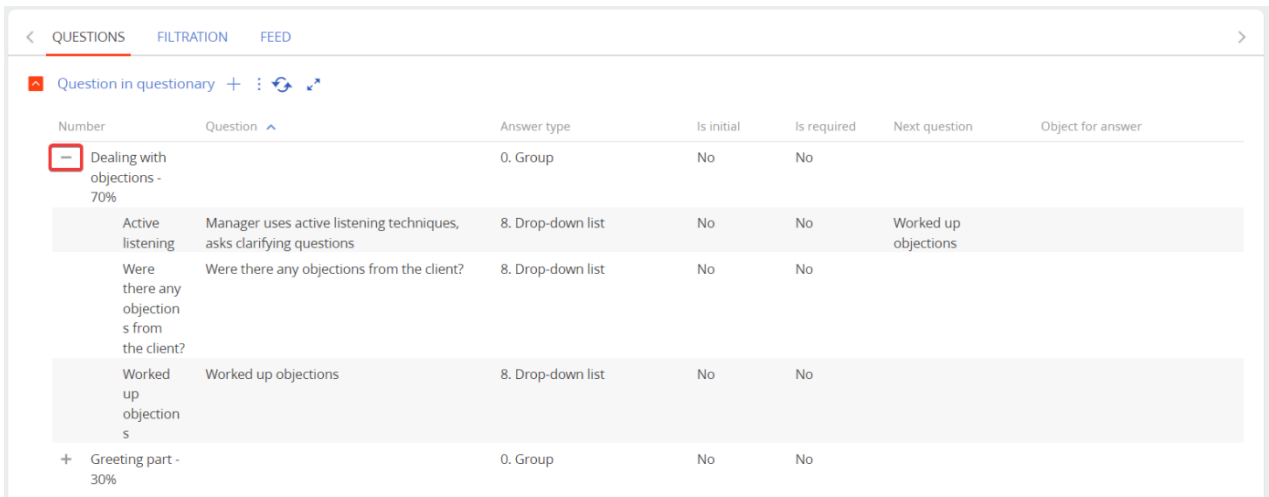 QUESTIONS FILTRATION FEED
Question in questionary
Number Question Answer type Is initial Is required Next question Object for answer
Dealing with 0. Group No No
objections -
70%
Active Manager uses active listening techniques, 8. Drop-down list No No Worked up
listening asks clarifying questions objections
Were Were there any objections from the client? 8. Drop-down list No No
there any
objection
s from
the client?
Worked Worked up objections 8. Drop-down list No No
up
objection
s
Greeting part - 0. Group No No
30%